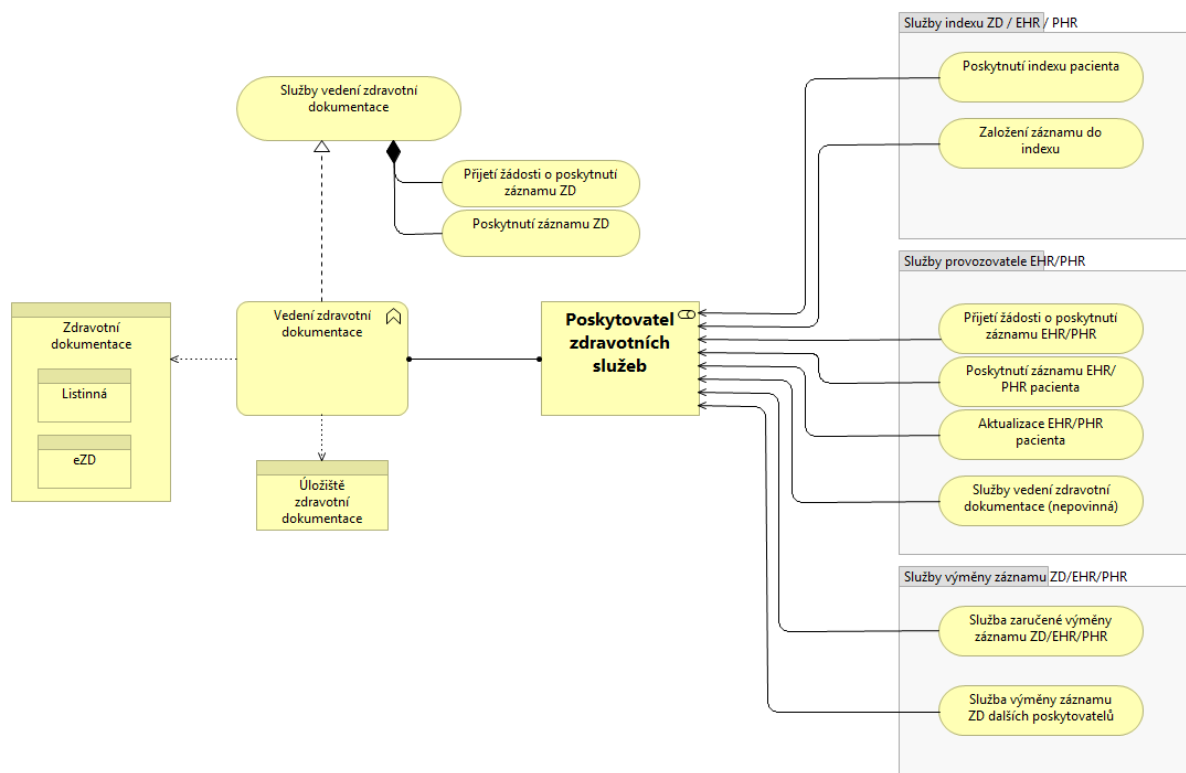 Služby indexu ZD / EHR / PHR
Poskytnutí indexu pacienta
Založení záznamu do
indexu
Služby vedení zdravotní
dokumentace
Přijetí žádosti o poskytnutí
záznamu ZD
Poskytnutí záznamu ZD
Služby provozovatele EHR/PHR
Přijetí žádosti o poskytnutí
záznamu EHR/PHR
Poskytnutí záznamu EHR/
PHR pacienta
Aktualizace EHR/PHR
pacienta
Služby vedení zdravotní
dokumentace (nepovinná)
Zdravotní
dokumentace
Listinná
eZD
Vedení zdravotní
dokumentace
Poskytovatel
zdravotních
služeb
Úložiště
zdravotní
dokumentace
Služby výměny záznamu ZD/EHR/PHR
Služba zaručené výměny
záznamu ZD/EHR/PHR
Služba výměny záznamu
ZD dalších poskytovatelů